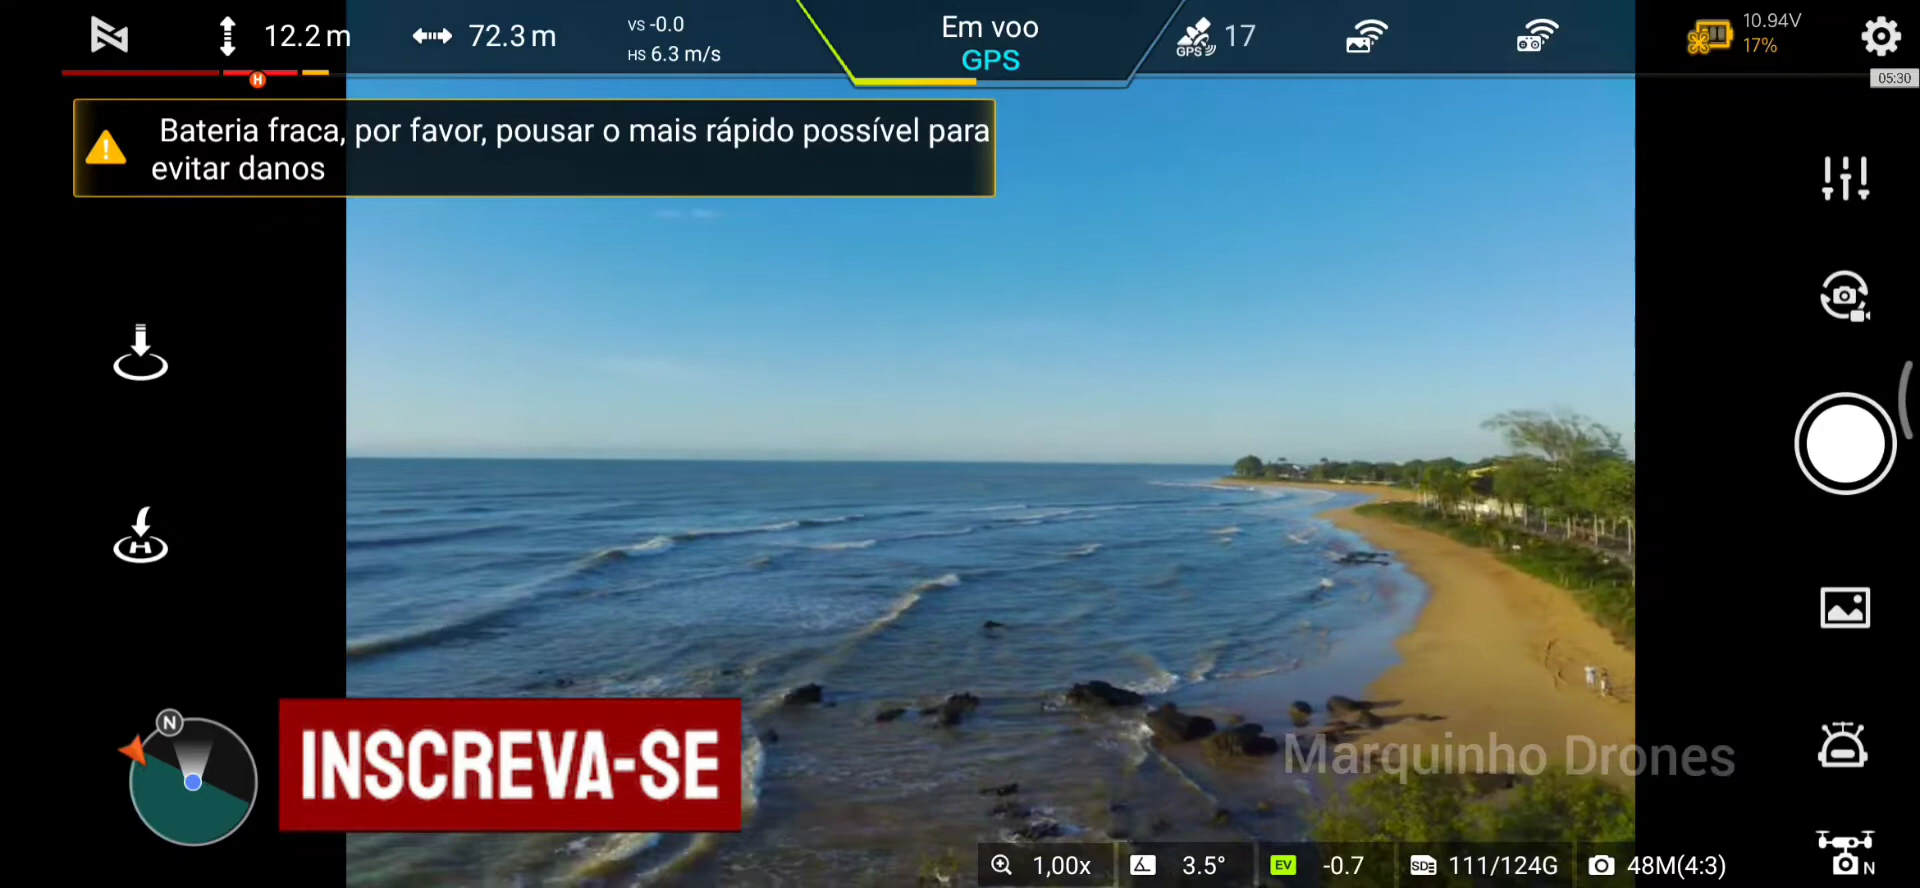 12.2 m
72.3 m
VS -0.0
HS 6.3 m/s
Em voo
GPS
GPS
17
10.94V
17%
05:30
H
Bateria fraca, por favor, pousar o mais rápido possível para
evitar danos
H
N
INSCREVA-SE
Marquinho Drones
1,00x
3.5°
EV -0.7
SD 111/124G
48M(4:3)
N